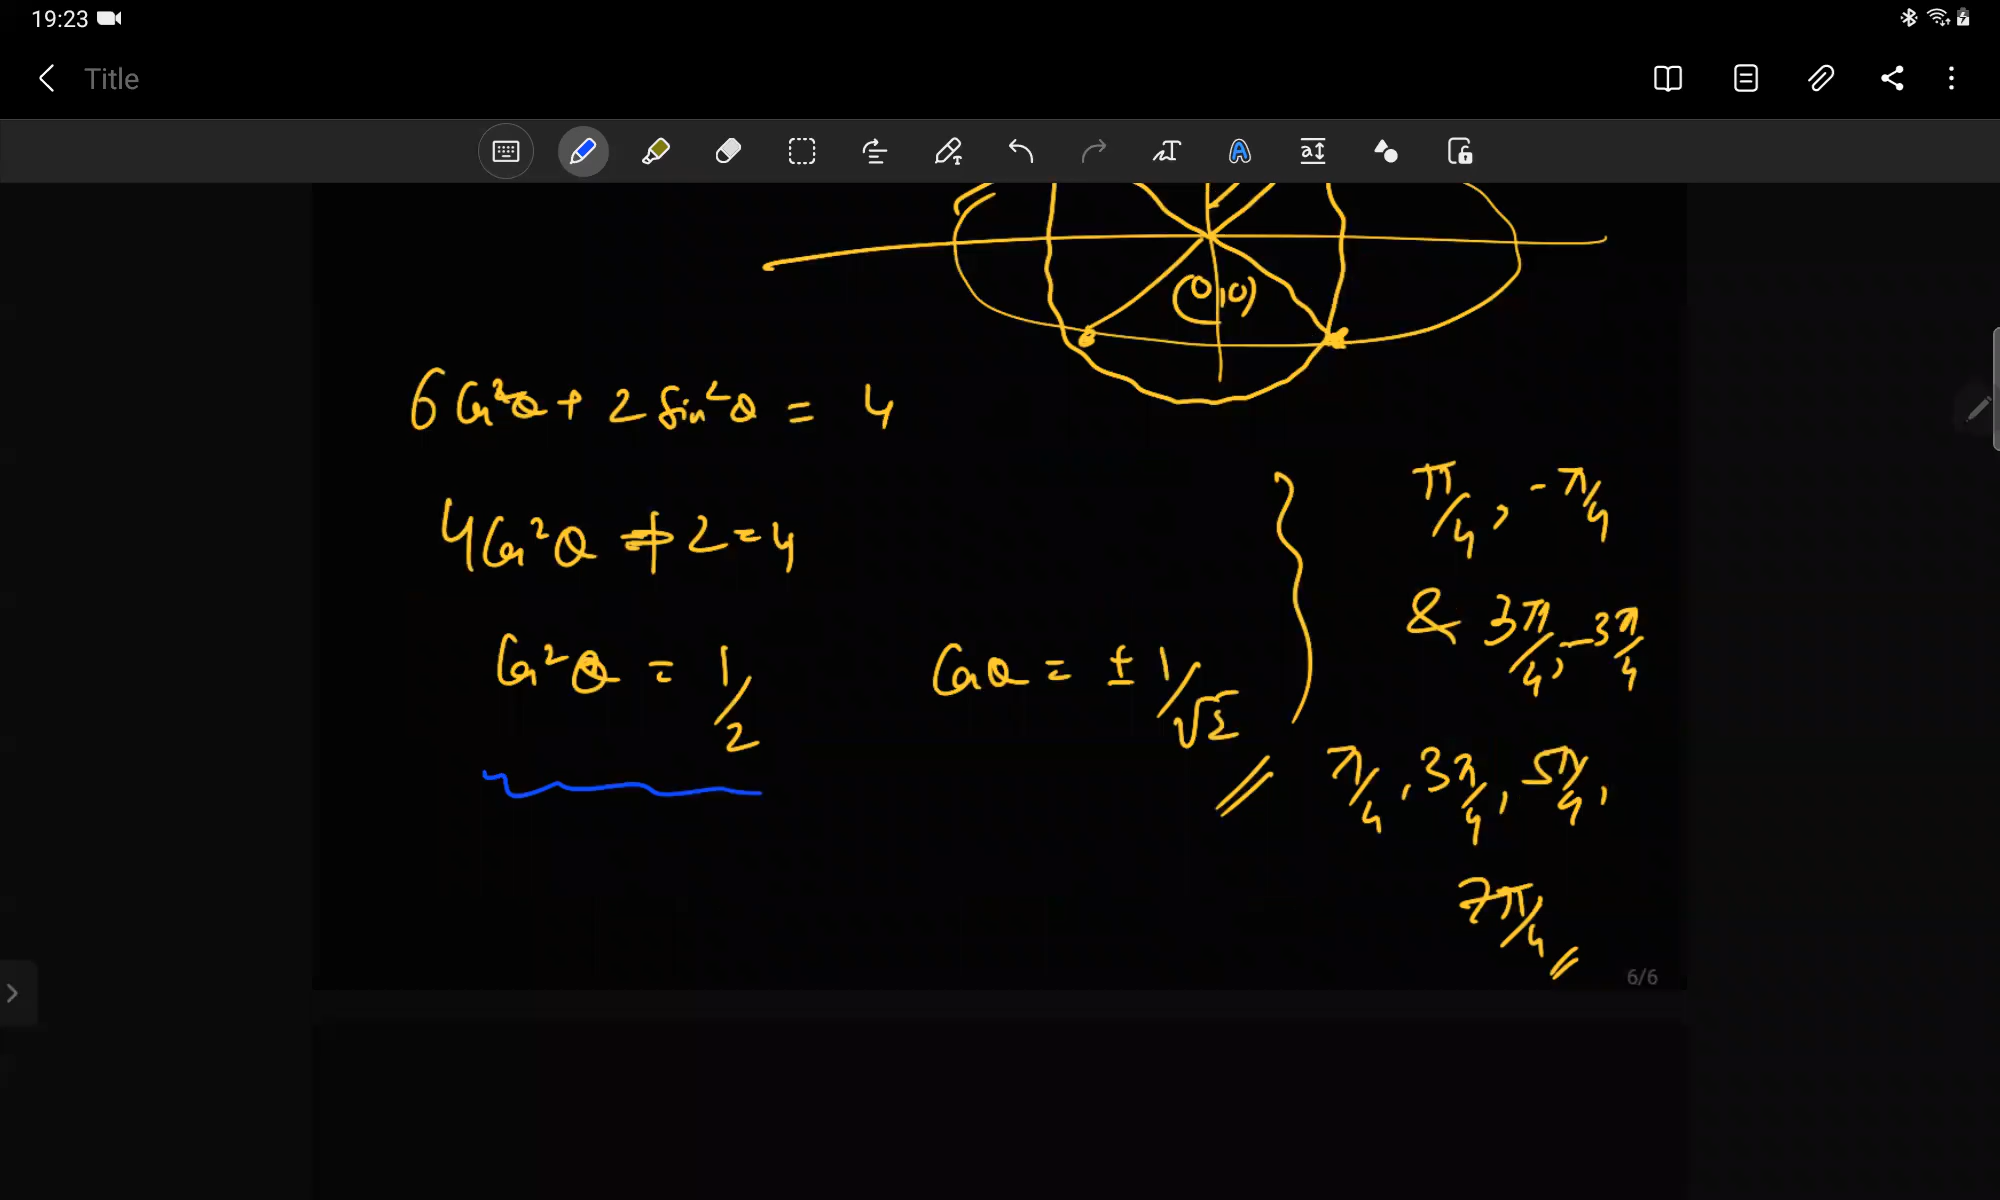 19:23
Title
(0,0)
6 Cos²θ + 2 sin²θ = 4
4Cos²θ + 2 = 4
Cos²θ = 1/2
Cosθ = ± 1/√2
π/4, -π/4
& 3π/4, -3π/4
π/4, 3π/4, 5π/4,
7π/4
6/6